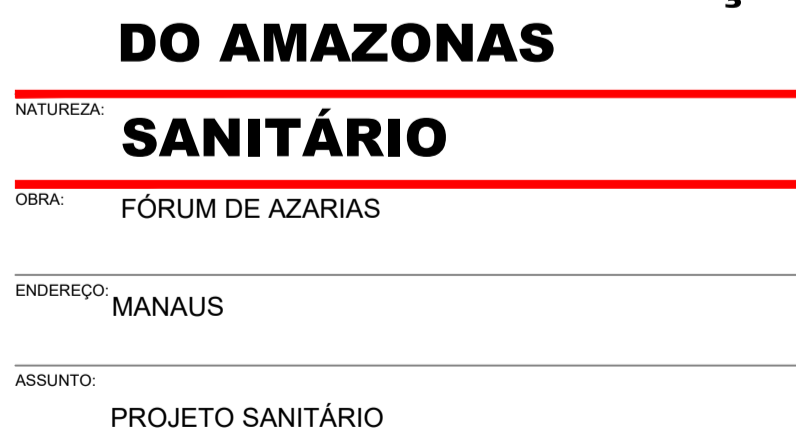 DO AMAZONAS
NATUREZA:
SANITÁRIO
OBRA:
FÓRUM DE AZARIAS
ENDEREÇO:
MANAUS
ASSUNTO:
PROJETO SANITÁRIO